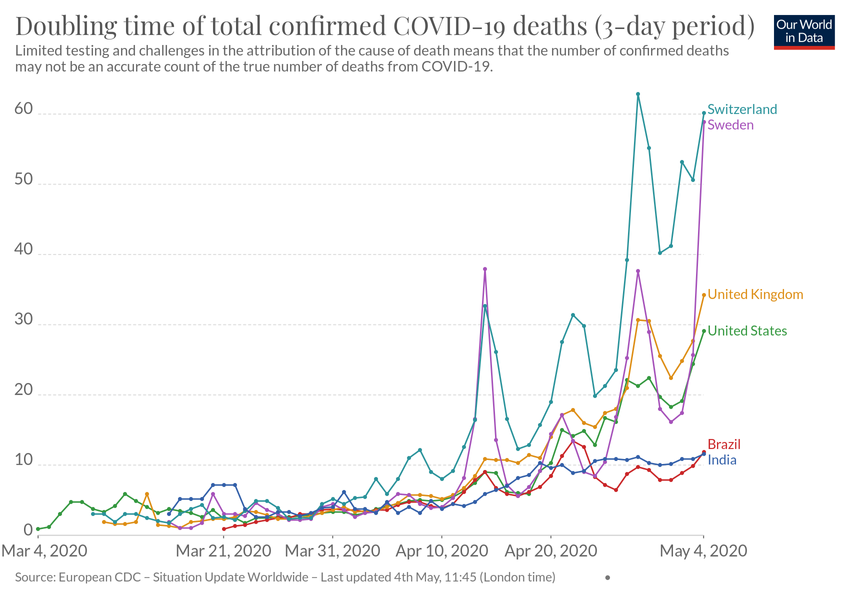 Doubling time of total confirmed COVID-19 deaths (3-day period)
Our World
in Data
Limited testing and challenges in the attribution of the cause of death means that the number of confirmed deaths
may not be an accurate count of the true number of deaths from COVID-19.
60
50
40
30
20
10
0
Switzerland
Sweden
United Kingdom
United States
Brazil
India
Mar 4, 2020
Mar 21, 2020
Mar 31, 2020
Apr 10, 2020
Apr 20, 2020
May 4, 2020
Source: European CDC – Situation Update Worldwide – Last updated 4th May, 11:45 (London time)